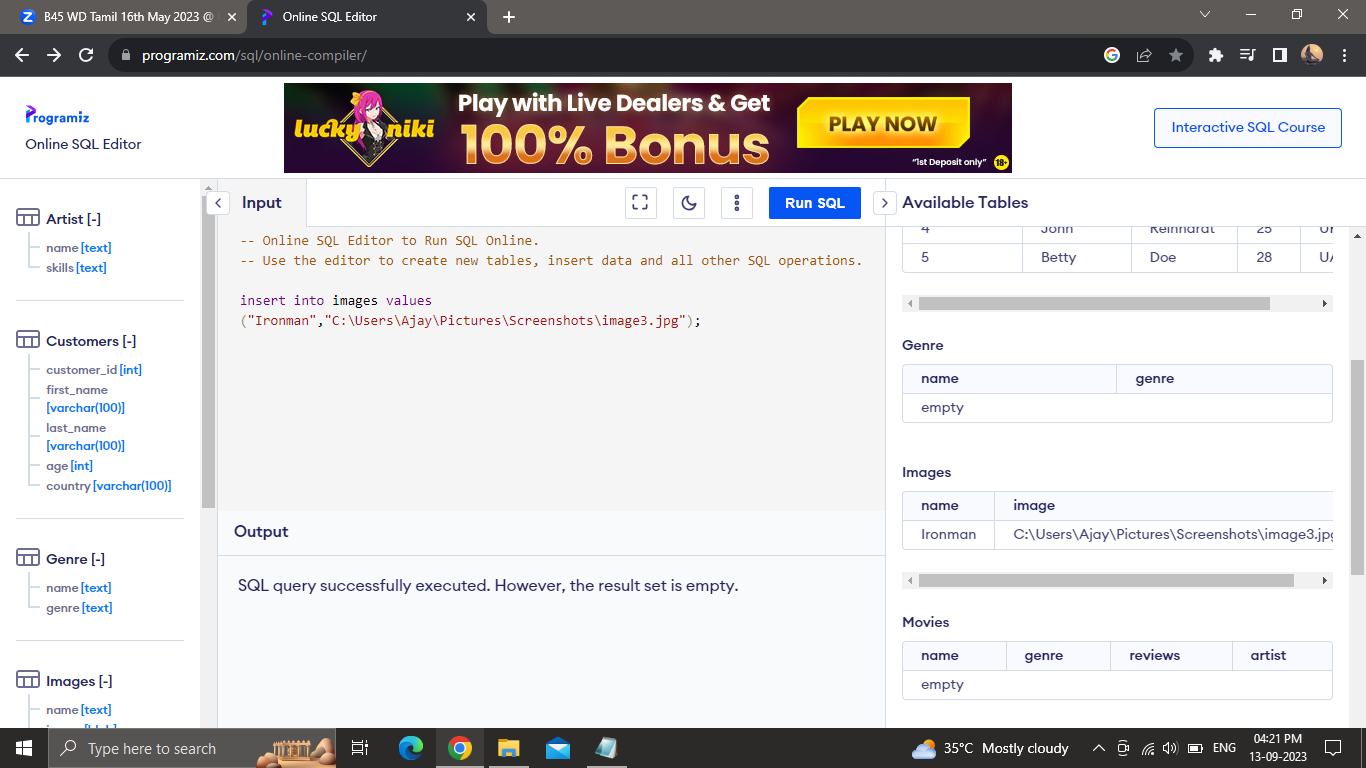 B45 WD Tamil 16th May 2023 @
Online SQL Editor
programiz.com/sql/online-compiler/
Programiz
Online SQL Editor
lucky niki
Play with Live Dealers & Get
100% Bonus
PLAY NOW
"1st Deposit only"
18+
Interactive SQL Course
Artist [-]
name [text]
skills [text]
Customers [-]
customer_id [int]
first_name
[varchar(100)]
last_name
[varchar(100)]
age [int]
country [varchar(100)]
Genre [-]
name [text]
genre [text]
Images [-]
name [text]
Input
Run SQL
-- Online SQL Editor to Run SQL Online.
-- Use the editor to create new tables, insert data and all other SQL operations.
insert into images values
("Ironman","C:\Users\Ajay\Pictures\Screenshots\image3.jpg");
Output
SQL query successfully executed. However, the result set is empty.
Available Tables
4 John Reinhardt 25
5 Betty Doe 28
Genre
name genre
empty
Images
name image
Ironman C:\Users\Ajay\Pictures\Screenshots\image3.jpg
Movies
name genre reviews artist
empty
Type here to search
35°C Mostly cloudy
ENG
04:21 PM
13-09-2023